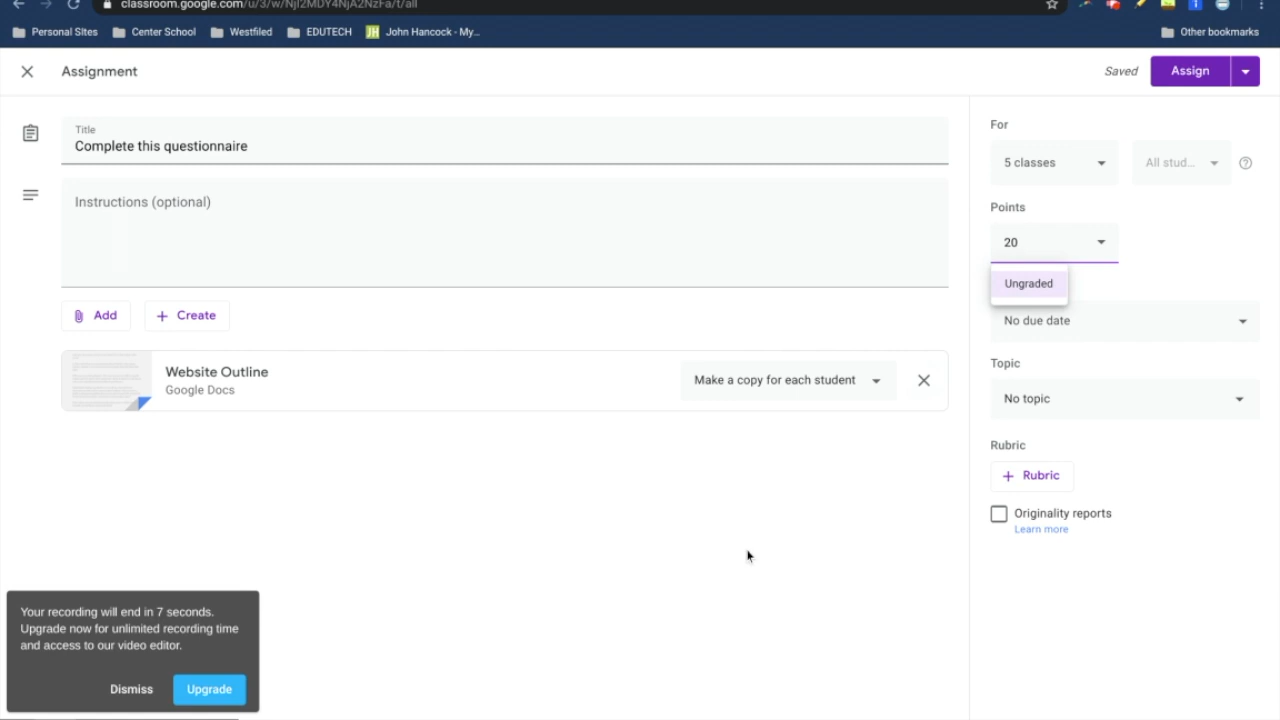 classroom.google.com/u/3/w/NjI2MDY4NjA2NzFa/t/all
Personal SItes
Center School
Westfiled
EDUTECH
JH
John Hancock - My...
Other bookmarks
Assignment
Saved
Assign
Title
Complete this questionnaire
Instructions (optional)
Add
Create
Website Outline
Google Docs
Make a copy for each student
For
5 classes
All stud...
Points
20
Ungraded
No due date
Topic
No topic
Rubric
Rubric
Originality reports
Learn more
Your recording will end in 7 seconds.
Upgrade now for unlimited recording time
and access to our video editor.
Dismiss
Upgrade